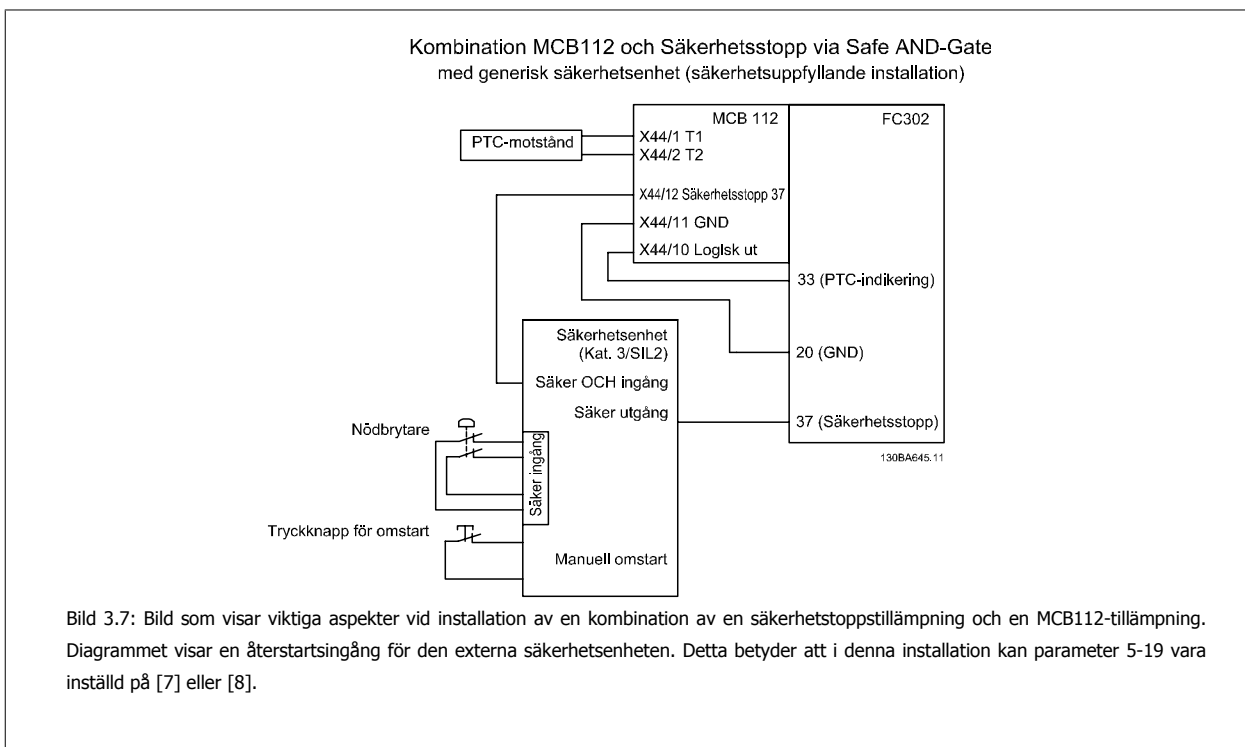 Kombination MCB112 och Säkerhetsstopp via Safe AND-Gate
med generisk säkerhetsenhet (säkerhetsuppfyllande installation)
MCB 112
FC302
PTC-motstånd
X44/1 T1
X44/2 T2
X44/12 Säkerhetsstopp 37
X44/11 GND
X44/10 Loglsk ut
33 (PTC-indikering)
Säkerhetsenhet
(Kat. 3/SIL2)
20 (GND)
Säker OCH ingång
Säker utgång
37 (Säkerhetsstopp)
Nödbrytare
130BA645.11
Säker ingång
Tryckknapp för omstart
Manuell omstart
Bild 3.7: Bild som visar viktiga aspekter vid installation av en kombination av en säkerhetstoppstillämpning och en MCB112-tillämpning.
Diagrammet visar en återstartsingång för den externa säkerhetsenheten. Detta betyder att i denna installation kan parameter 5-19 vara
inställd på [7] eller [8].